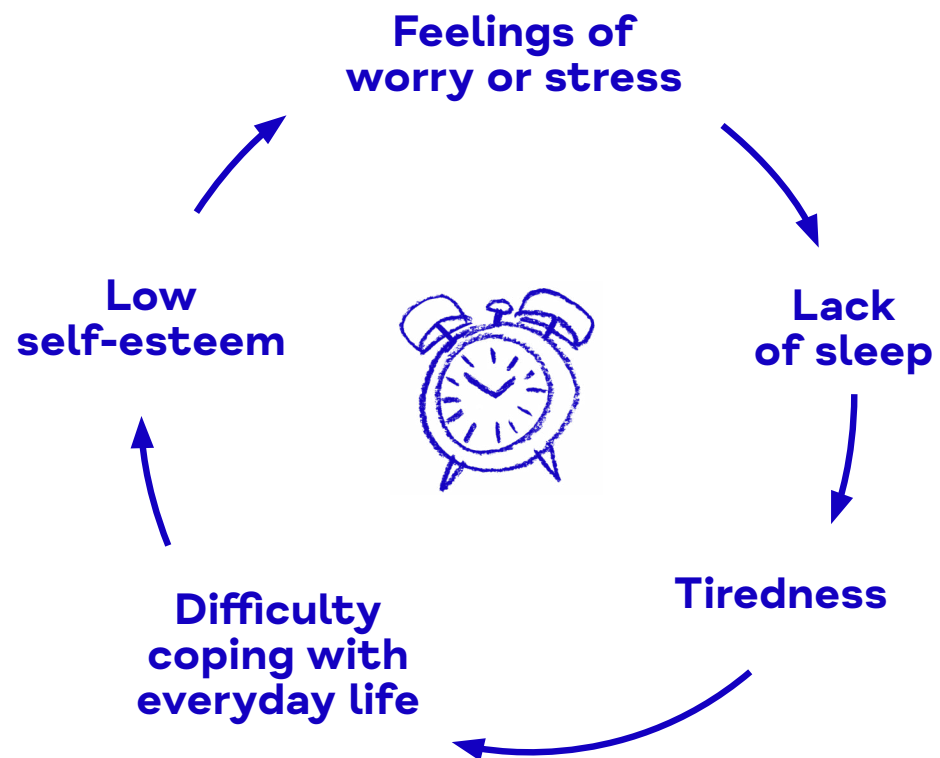 Feelings of
worry or stress
Lack
of sleep
Tiredness
Difficulty
coping with
everyday life
Low
self-esteem